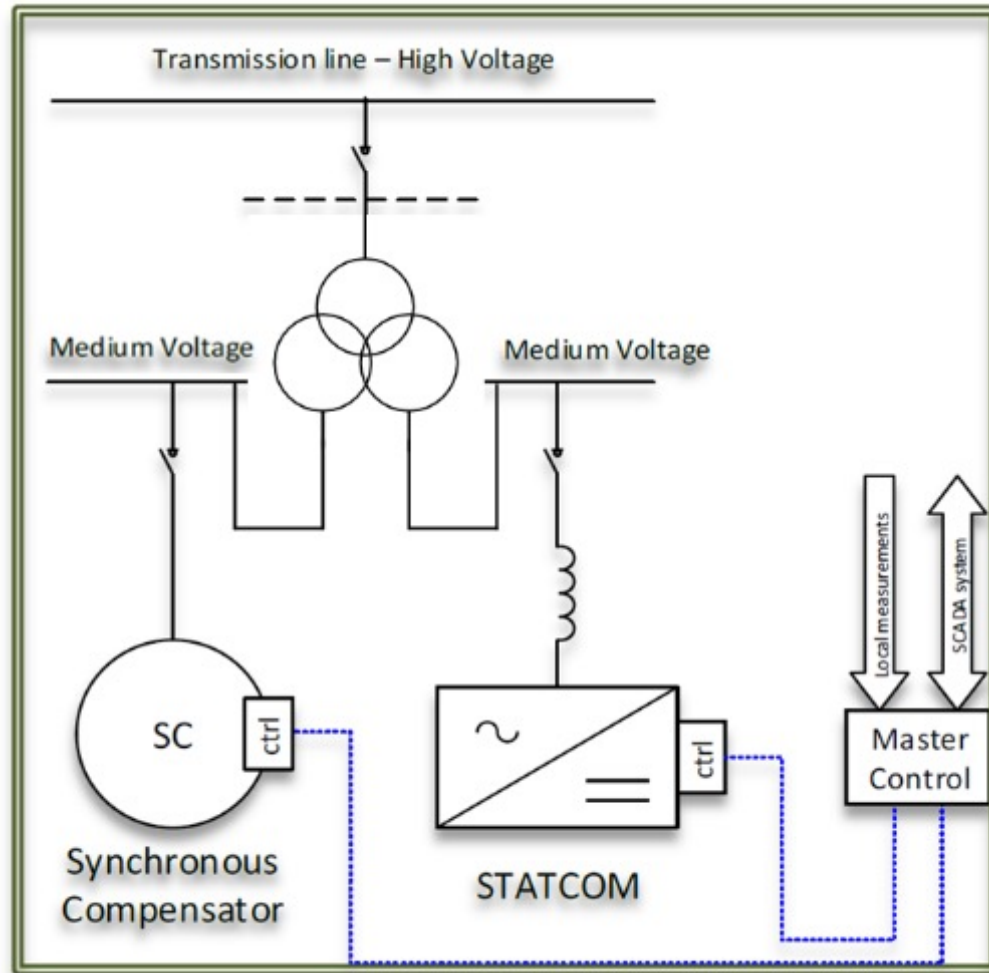 Transmission line – High Voltage
Medium Voltage
Medium Voltage
Local measurements
SCADA system
SC
ctrl
ctrl
Master
Control
Synchronous
Compensator
STATCOM